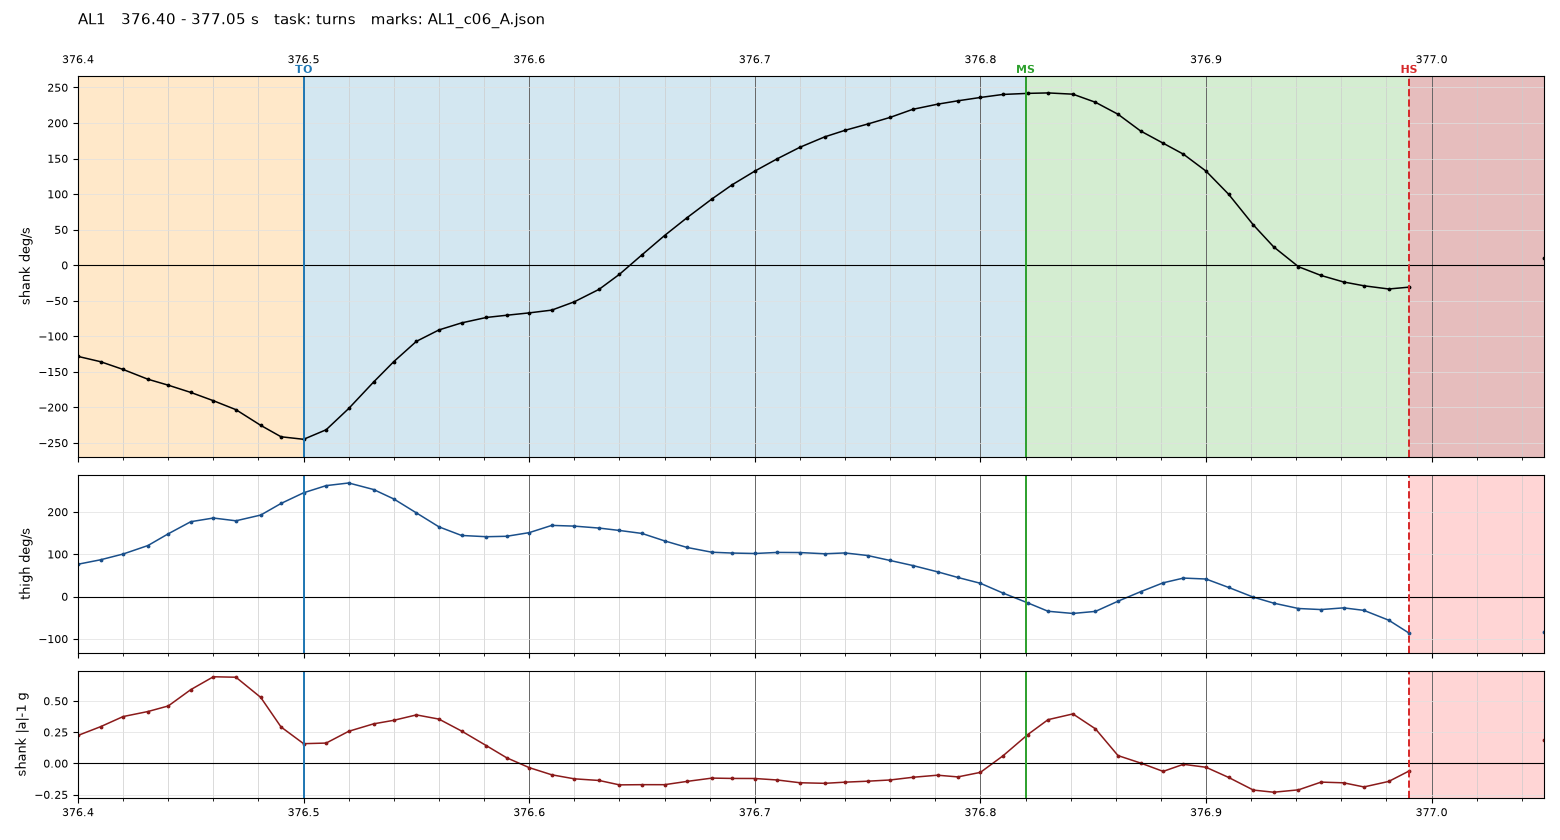 AL1   376.40 - 377.05 s   task: turns   marks: AL1_c06_A.json
376.4 376.5 376.6 376.7 376.8 376.9 377.0
TO MS HS
250
200
150
100
50
0
−50
−100
−150
−200
−250
shank deg/s
200
100
0
−100
thigh deg/s
0.50
0.25
0.00
−0.25
shank |a|-1 g
376.4 376.5 376.6 376.7 376.8 376.9 377.0